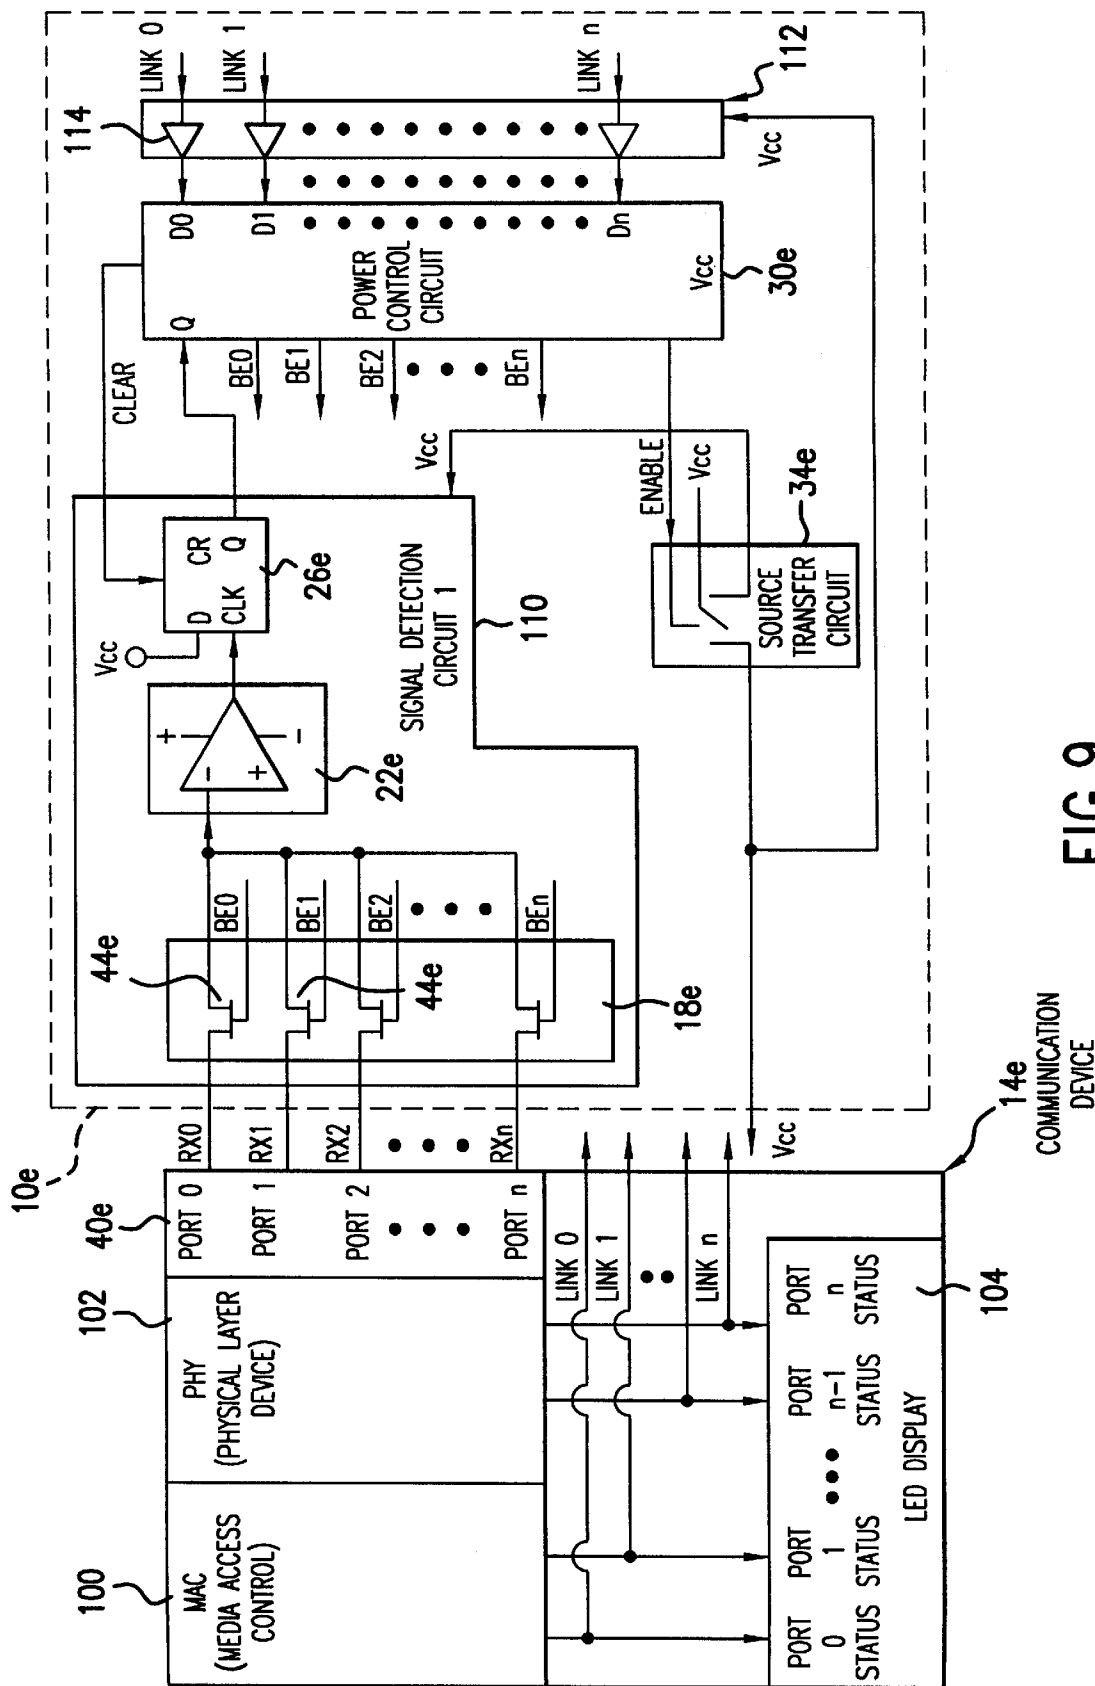 10e
40e
102
100
PORT 0
PORT 1
PORT 2
PORT n
PHY
(PHYSICAL LAYER
DEVICE)
MAC
(MEDIA ACCESS
CONTROL)
RX0
RX1
RX2
RXn
44e
44e
18e
BE0
BE1
BE2
BEn
-
+
+
-
22e
Vcc
D
CR
CLK
Q
26e
SIGNAL DETECTION
CIRCUIT 1
110
CLEAR
Q
D0
D1
Dn
POWER
CONTROL
CIRCUIT
Vcc
30e
BE0
BE1
BE2
BEn
114
LINK 0
LINK 1
LINK n
112
Vcc
Vcc
ENABLE
Vcc
34e
SOURCE
TRANSFER
CIRCUIT
Vcc
LINK 0
LINK 1
LINK n
PORT
0
STATUS
PORT
1
STATUS
PORT
n-1
STATUS
PORT
n
STATUS
LED DISPLAY
104
14e
COMMUNICATION
DEVICE
FIG.9